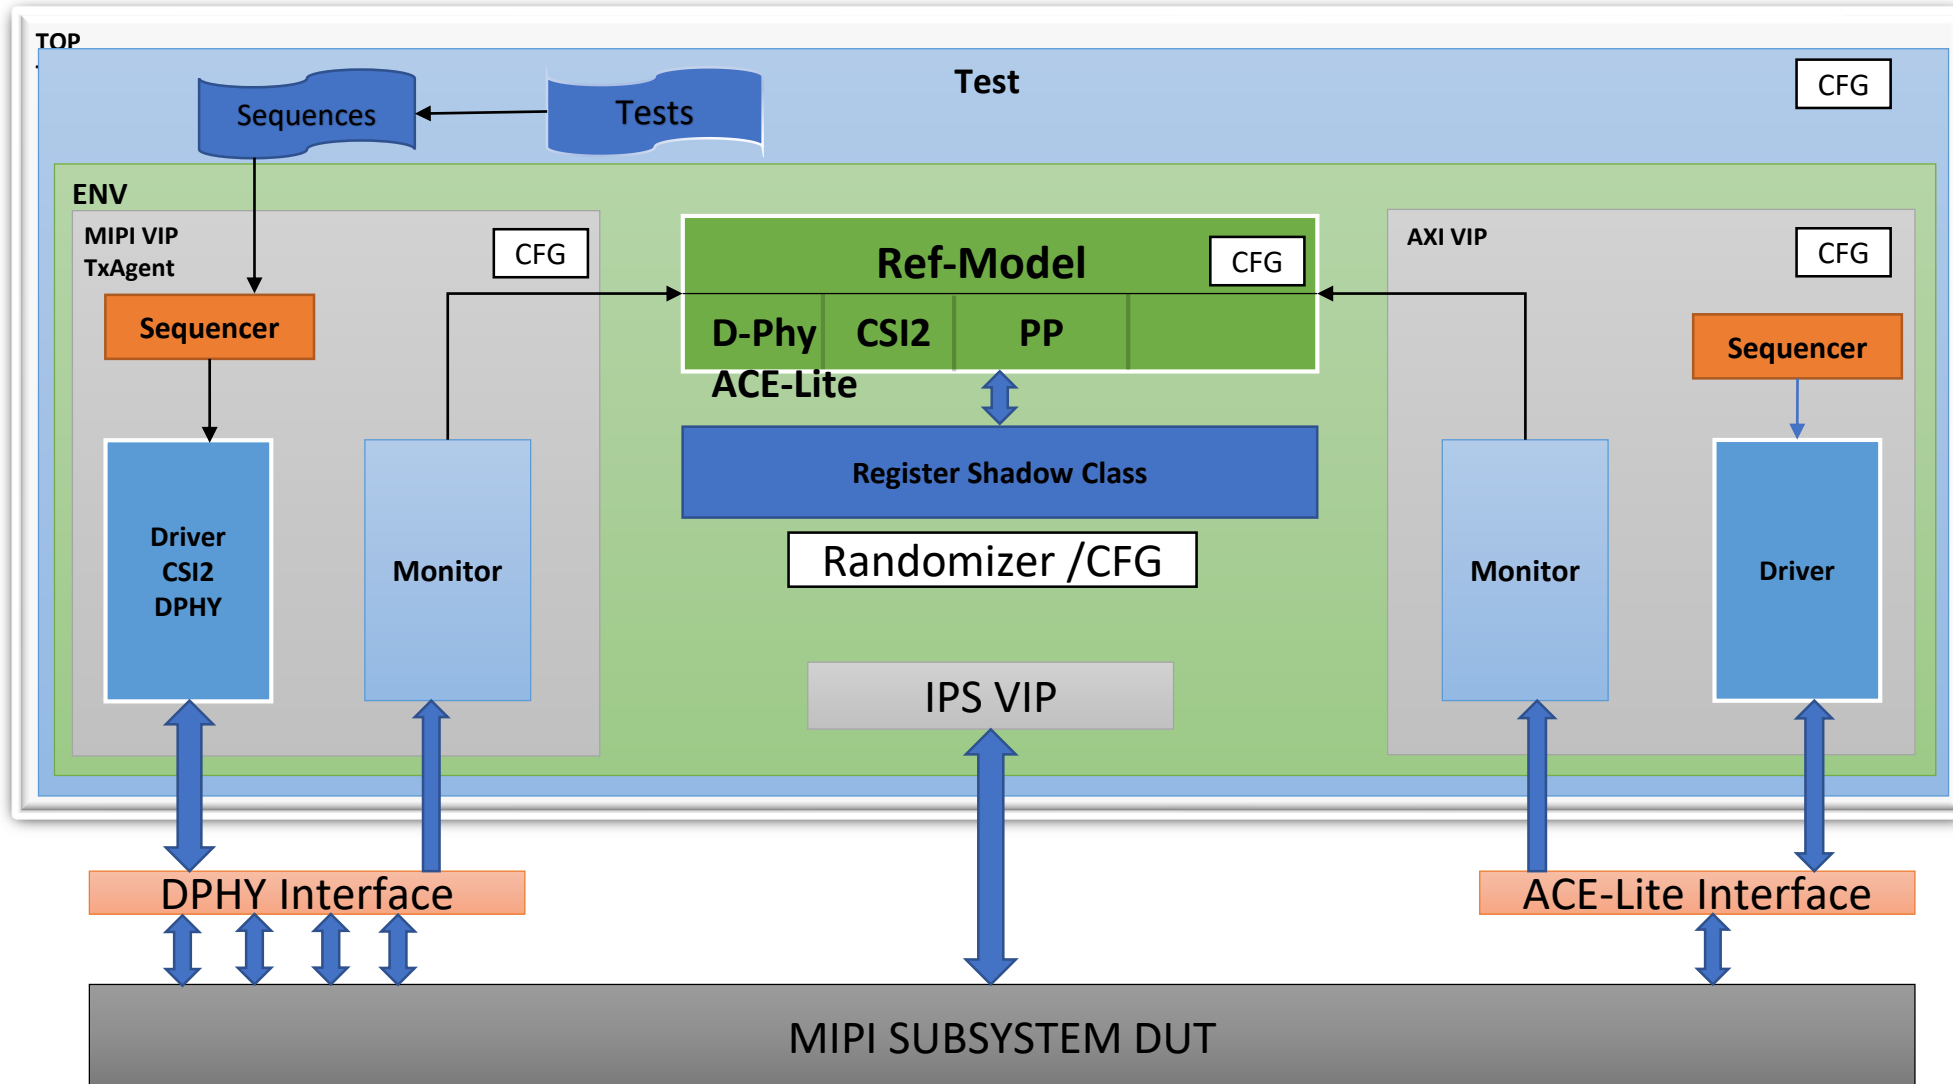 TOP
Test
CFG
Sequences
Tests
ENV
MIPI VIP
TxAgent
CFG
Sequencer
Driver
CSI2
DPHY
Monitor
Ref-Model
CFG
D-Phy CSI2 PP
ACE-Lite
Register Shadow Class
Randomizer /CFG
IPS VIP
AXI VIP
CFG
Sequencer
Monitor
Driver
DPHY Interface
ACE-Lite Interface
MIPI SUBSYSTEM DUT